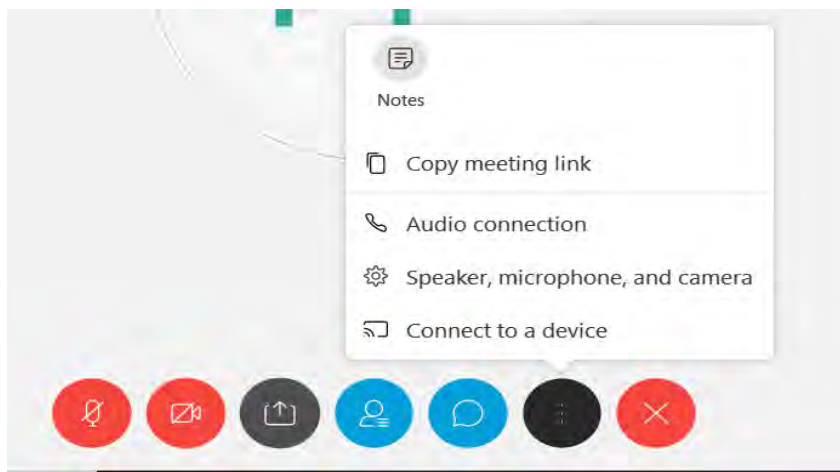 Notes
Copy meeting link
Audio connection
Speaker, microphone, and camera
Connect to a device